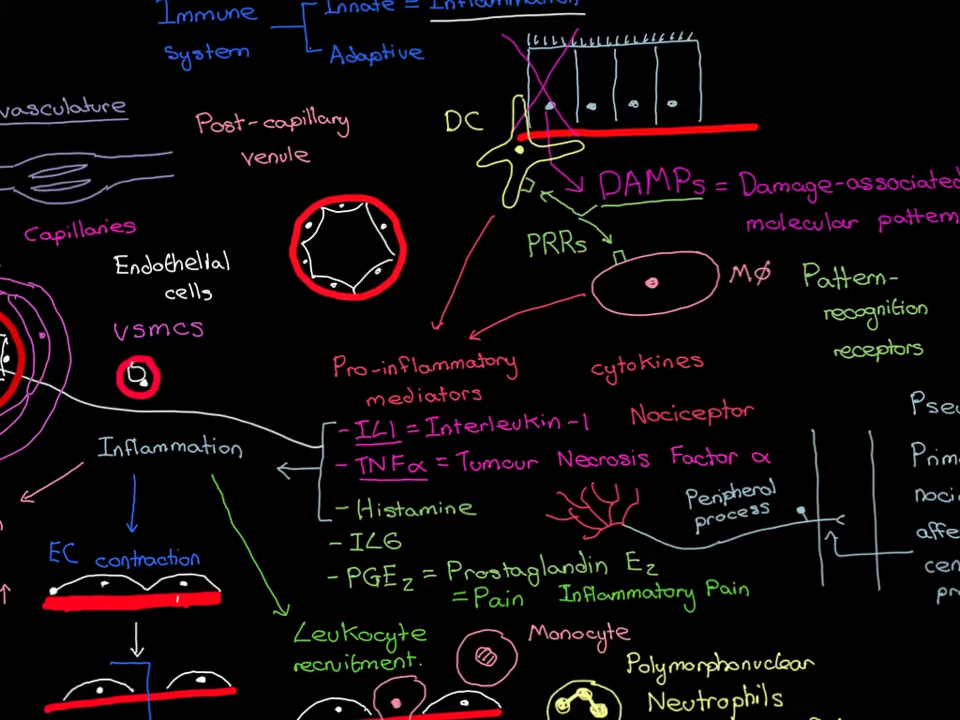 Immune
system
Innate = Inflammation
Adaptive
vasculature
Post-capillary
venule
DC
DAMPs = Damage-associated
molecular pattern
Capillaries
PRRs
Endothelial
cells
MØ
Pattern-
recognition
receptors
VSMCS
Pro-inflammatory
mediators
cytokines
- IL1 = Interleukin-1
- TNFα = Tumour Necrosis Factor α
- Histamine
- IL6
- PGE2 = Prostaglandin E2
= Pain Inflammatory Pain
Nociceptor
Peripheral
process
Inflammation
EC contraction
Leukocyte
recruitment.
Monocyte
Polymorphonuclear
Neutrophils